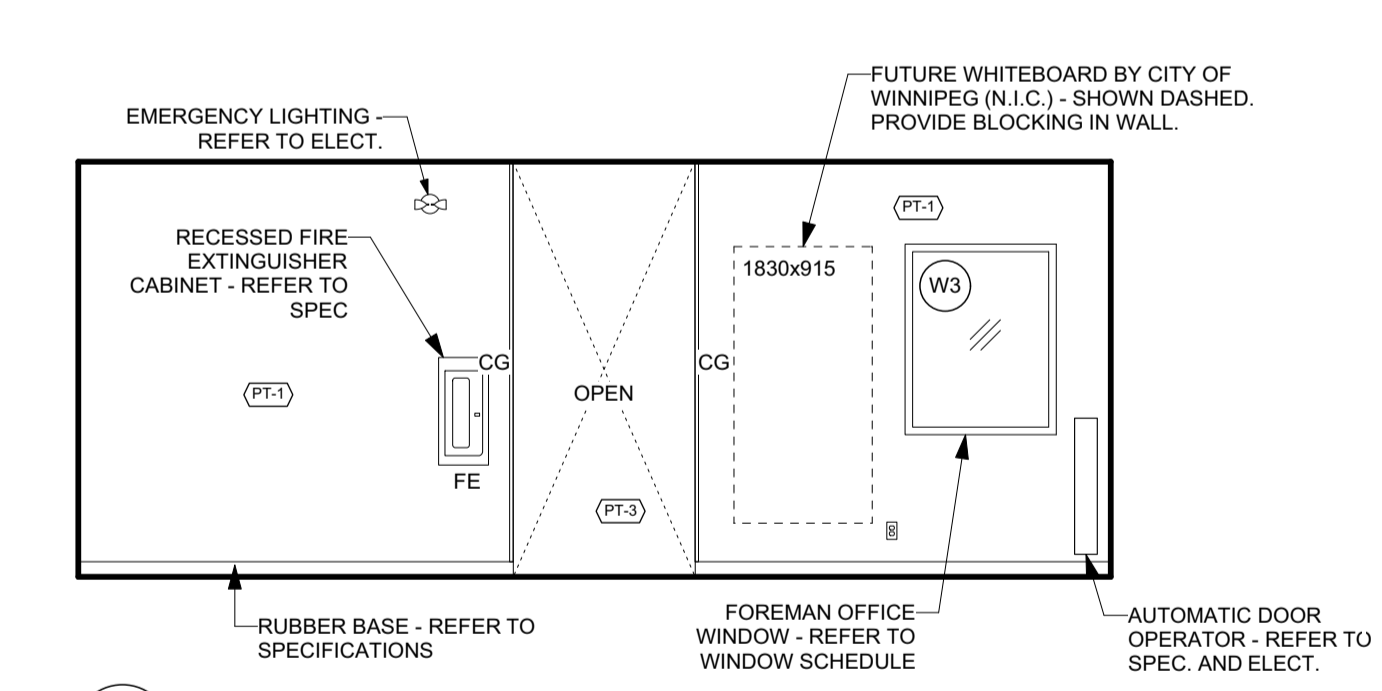 FUTURE WHITEBOARD BY CITY OF
WINNIPEG (N.I.C.) - SHOWN DASHED.
PROVIDE BLOCKING IN WALL.
EMERGENCY LIGHTING -
REFER TO ELECT.
RECESSED FIRE
EXTINGUISHER
CABINET - REFER TO
SPEC
PT-1
1830x915
W3
CG
CG
PT-1
OPEN
FE
PT-3
FOREMAN OFFICE
WINDOW - REFER TO
WINDOW SCHEDULE
AUTOMATIC DOOR
OPERATOR - REFER TO
SPEC. AND ELECT.
RUBBER BASE - REFER TO
SPECIFICATIONS